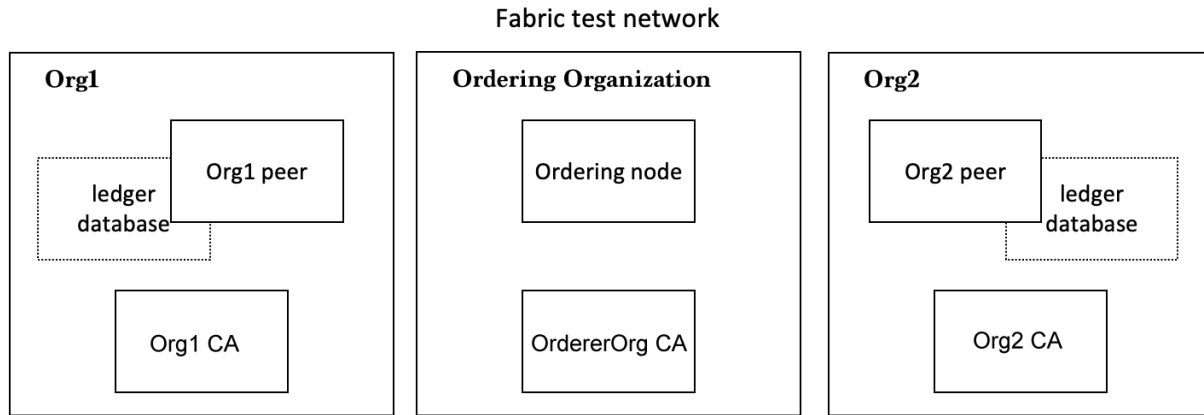 Fabric test network
Org1
Org1 peer
ledger
database
Org1 CA
Ordering Organization
Ordering node
OrdererOrg CA
Org2
Org2 peer
ledger
database
Org2 CA